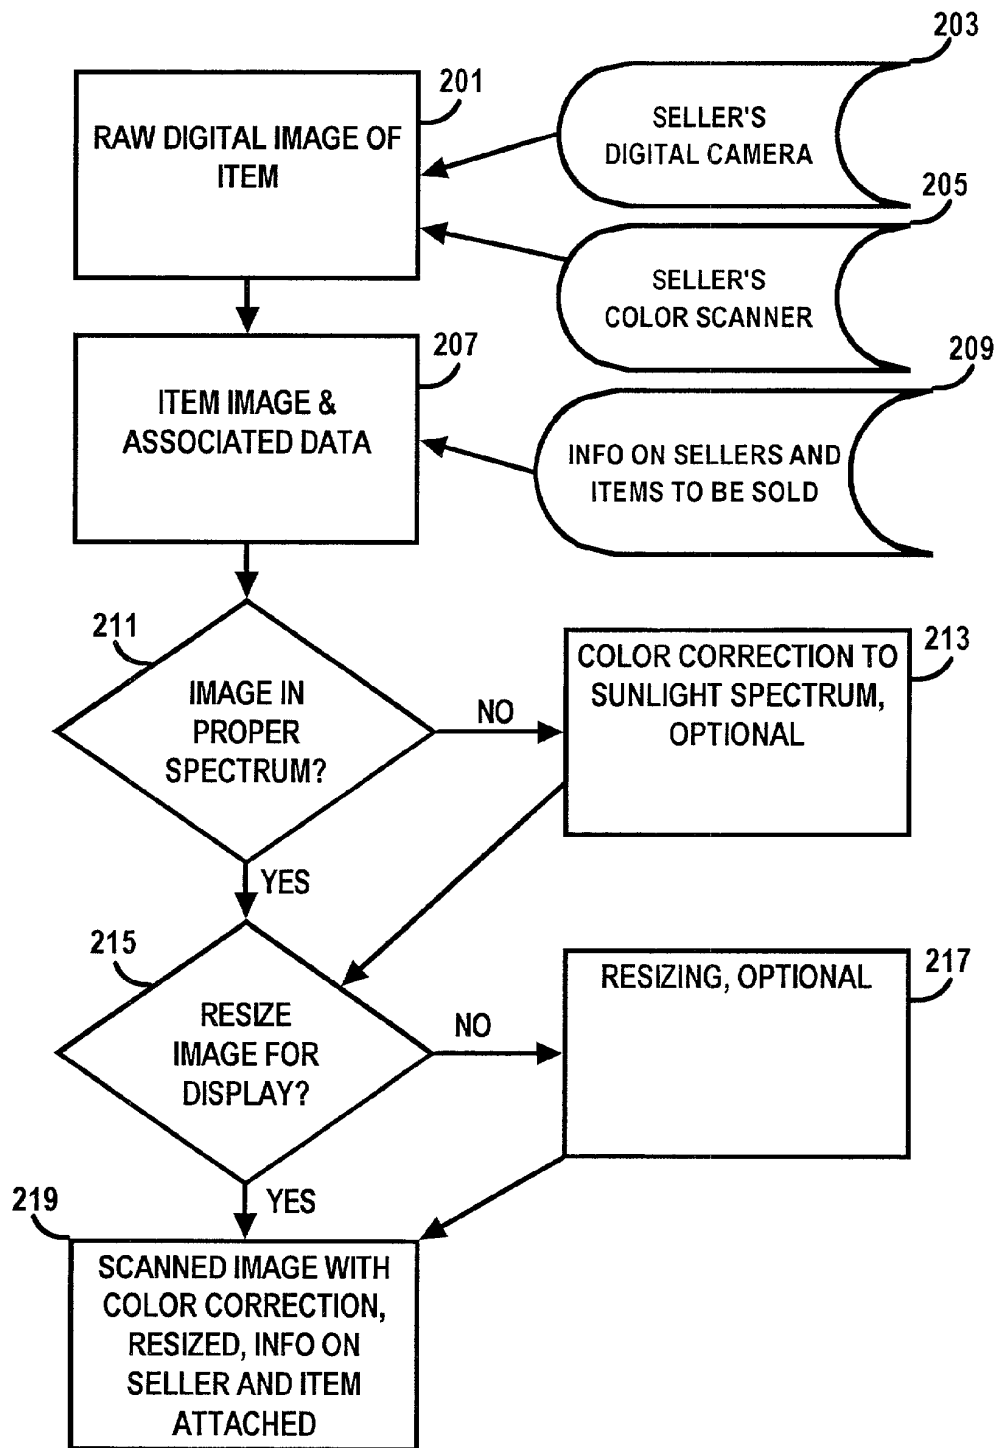 203
201
RAW DIGITAL IMAGE OF
ITEM
SELLER'S
DIGITAL CAMERA
205
SELLER'S
COLOR SCANNER
207
ITEM IMAGE &
ASSOCIATED DATA
209
INFO ON SELLERS AND
ITEMS TO BE SOLD
211
IMAGE IN
PROPER
SPECTRUM?
NO
213
COLOR CORRECTION TO
SUNLIGHT SPECTRUM,
OPTIONAL
YES
215
RESIZE
IMAGE FOR
DISPLAY?
NO
217
RESIZING, OPTIONAL
YES
219
SCANNED IMAGE WITH
COLOR CORRECTION,
RESIZED, INFO ON
SELLER AND ITEM
ATTACHED